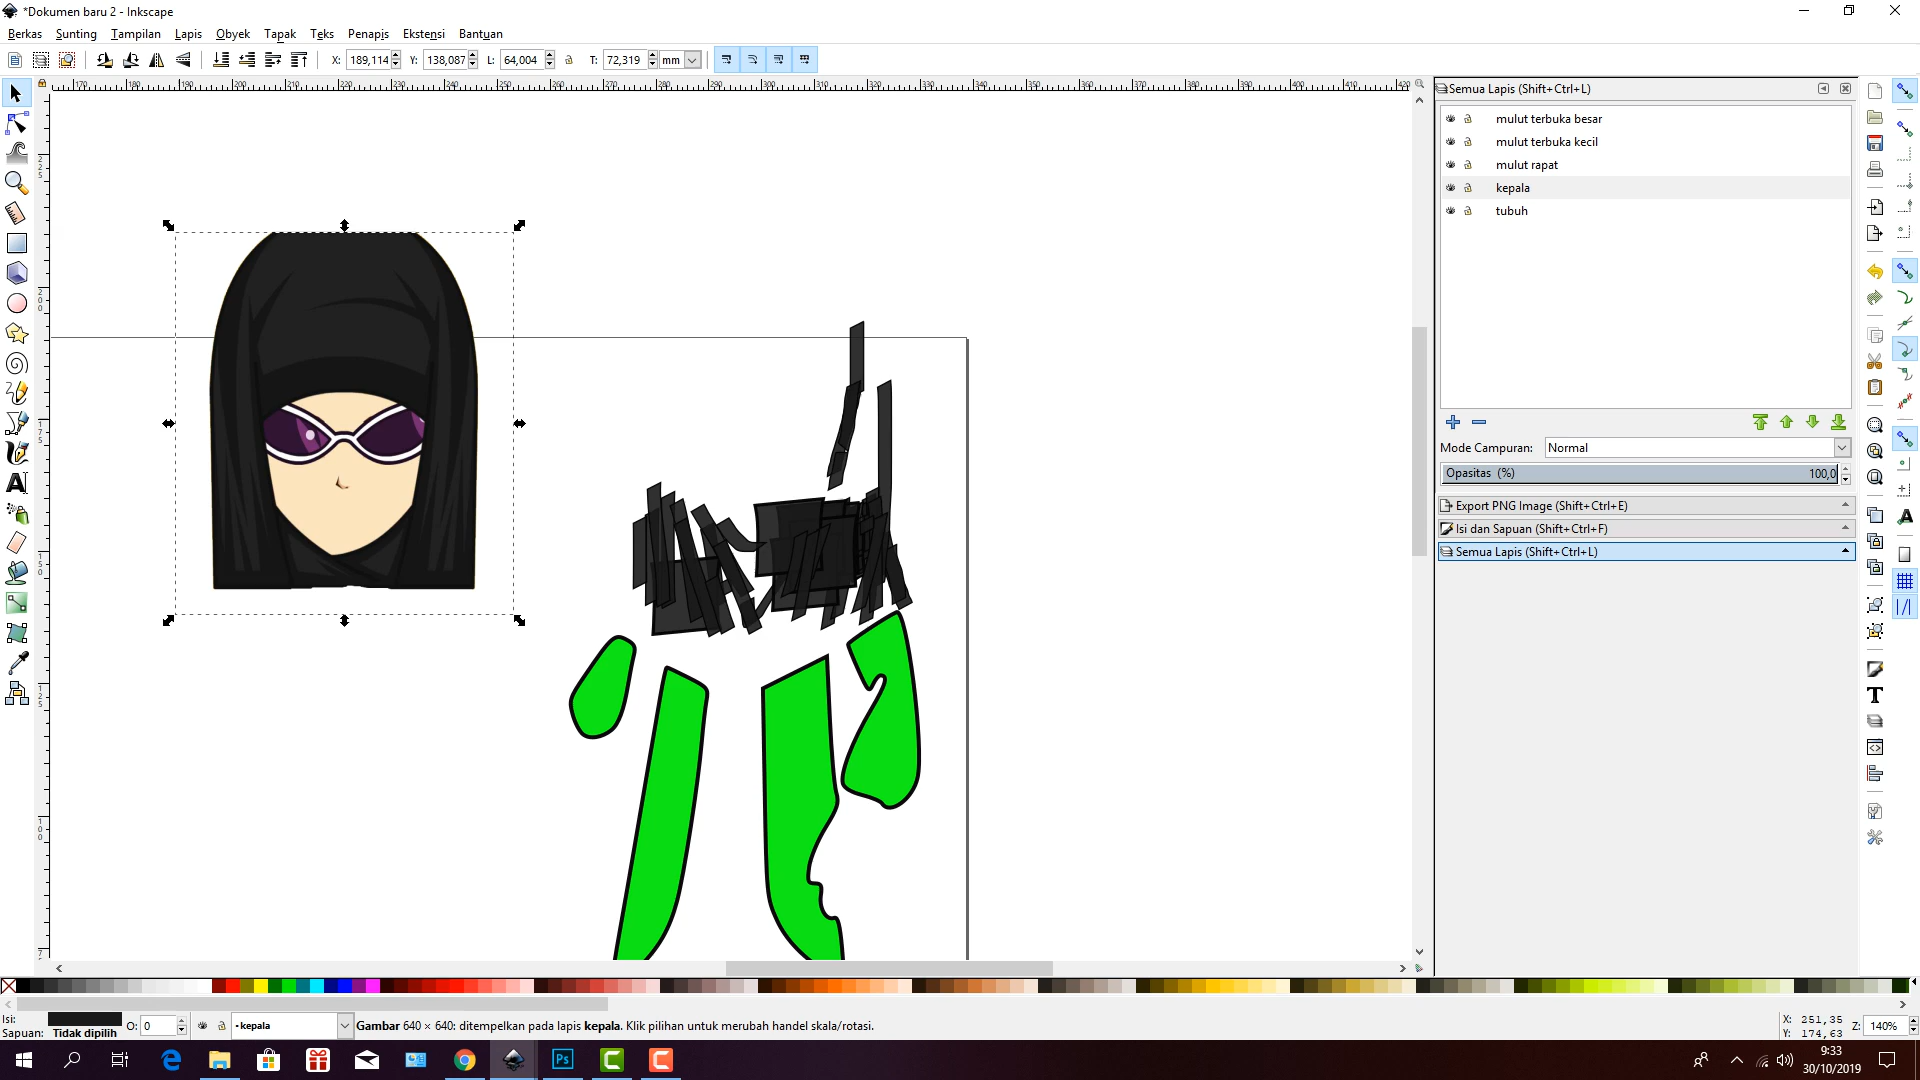 *Dokumen baru 2 - Inkscape
Berkas Sunting Tampilan Lapis Obyek Tapak Teks Penapis Ekstensi Bantuan
X: 189,114 Y: 138,087 L: 64,004 T: 72,319 mm
Semua Lapis (Shift+Ctrl+L)
mulut terbuka besar
mulut terbuka kecil
mulut rapat
kepala
tubuh
Mode Campuran: Normal
Opasitas (%) 100,0
Export PNG Image (Shift+Ctrl+E)
Isi dan Sapuan (Shift+Ctrl+F)
Semua Lapis (Shift+Ctrl+L)
Isi:
Sapuan: Tidak dipilih
O: 0
•kepala
Gambar 640 × 640: ditempelkan pada lapis kepala. Klik pilihan untuk merubah handel skala/rotasi.
X: 251,35
Y: 174,63
Z: 140%
Ps
9:33
30/10/2019